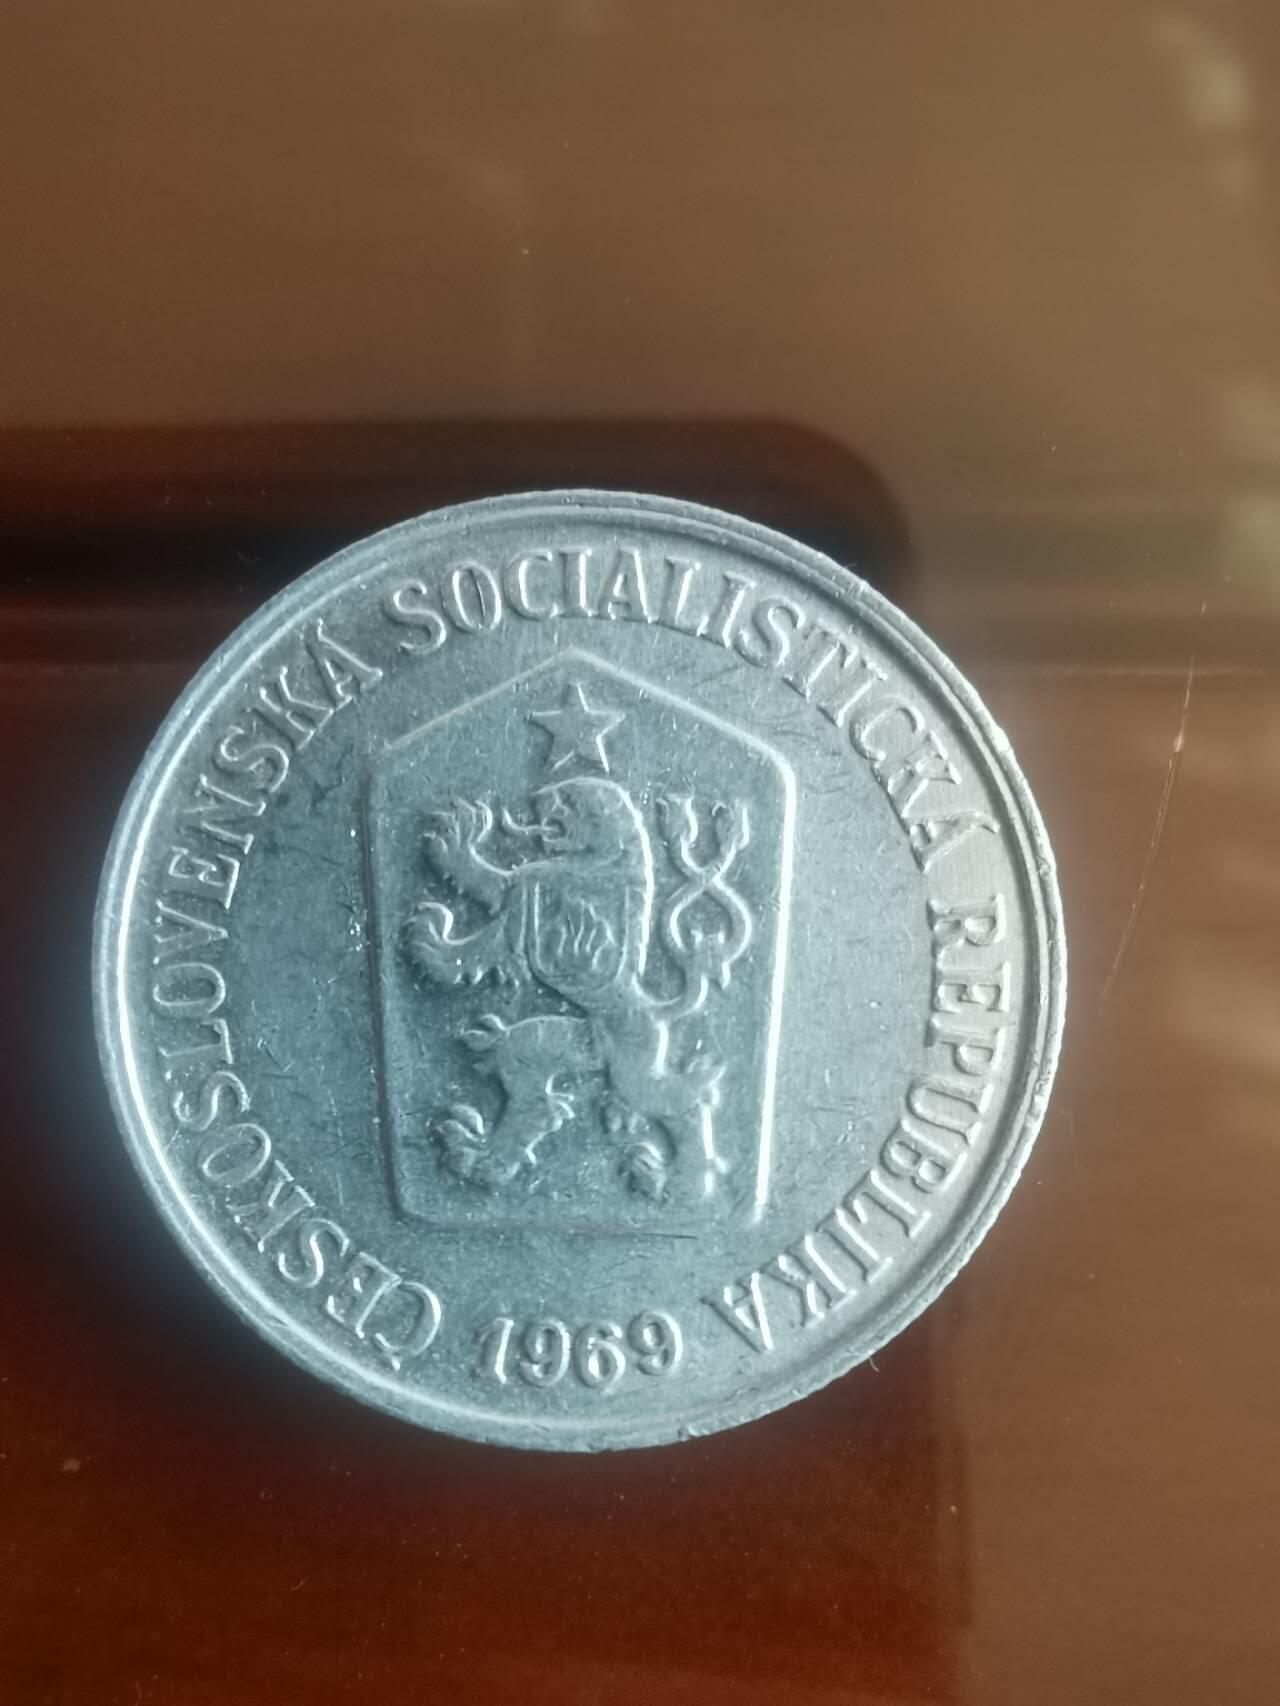 ČESKOSLOVENSKÁ SOCIALISTICKÁ REPUBLIKA
1969